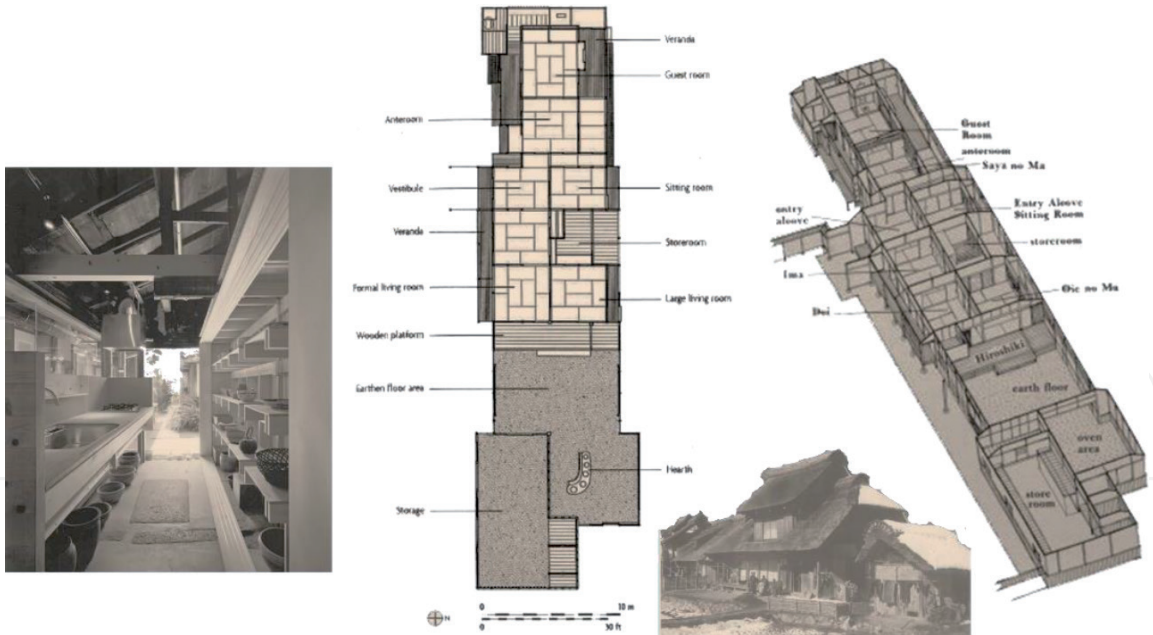 Veranda
Guest room
Anteroom
Vestibule
Sitting room
Veranda
Storeroom
Formal living room
Large living room
Wooden platform
Earthen floor area
Hearth
Storage
N
0 10 m
0 30 ft
Guest
Room
anteroom
Saya no Ma
Entry Alcove
Sitting Room
entry
alcove
storeroom
Ima
Oie no Ma
Doi
Hiroshiki
earth floor
oven
area
store
room